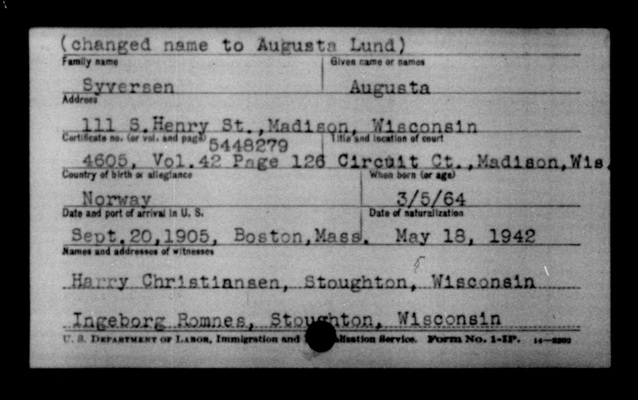 (changed name to Augusta Lund)
Family name Given name or names
Syversen Augusta
Address
111 S.Henry St.,Madison, Wisconsin
Certificate no. (or vol. and page) 5448279 Title and location of court
4605, Vol.42 Page 126 Circuit Ct.,Madison,Wis.
Country of birth or allegiance When born (or age)
Norway 3/5/64
Date and port of arrival in U. S. Date of naturalization
Sept.20,1905, Boston,Mass. May 18, 1942
Names and addresses of witnesses
Harry Christiansen, Stoughton, Wisconsin
Ingeborg Romnes, Stoughton, Wisconsin
U. S. DEPARTMENT OF LABOR, Immigration and Naturalization Service. Form No. 1-IP. 14—2202